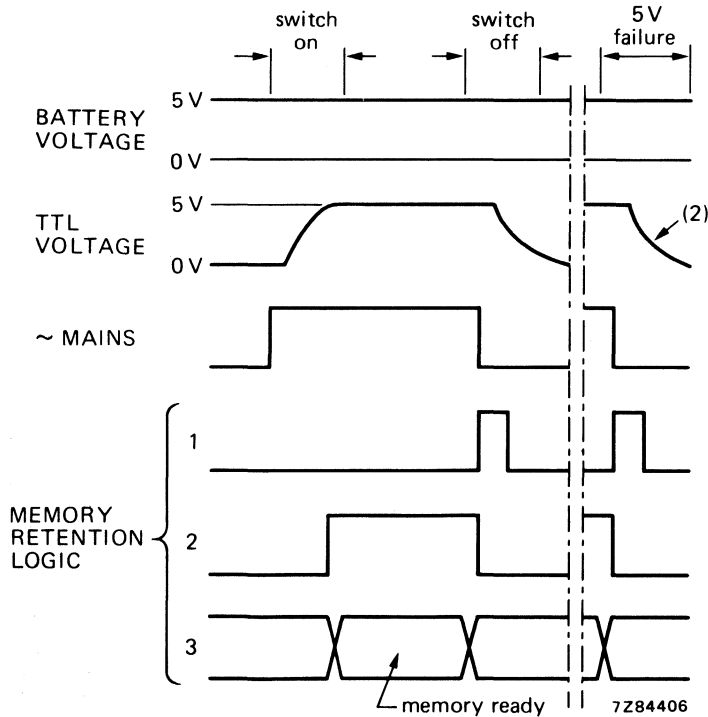 switch
on
switch
off
5 V
failure
BATTERY
VOLTAGE
5 V
0 V
TTL
VOLTAGE
5 V
0 V
(2)
~ MAINS
MEMORY
RETENTION
LOGIC
1
2
3
memory ready
7Z84406